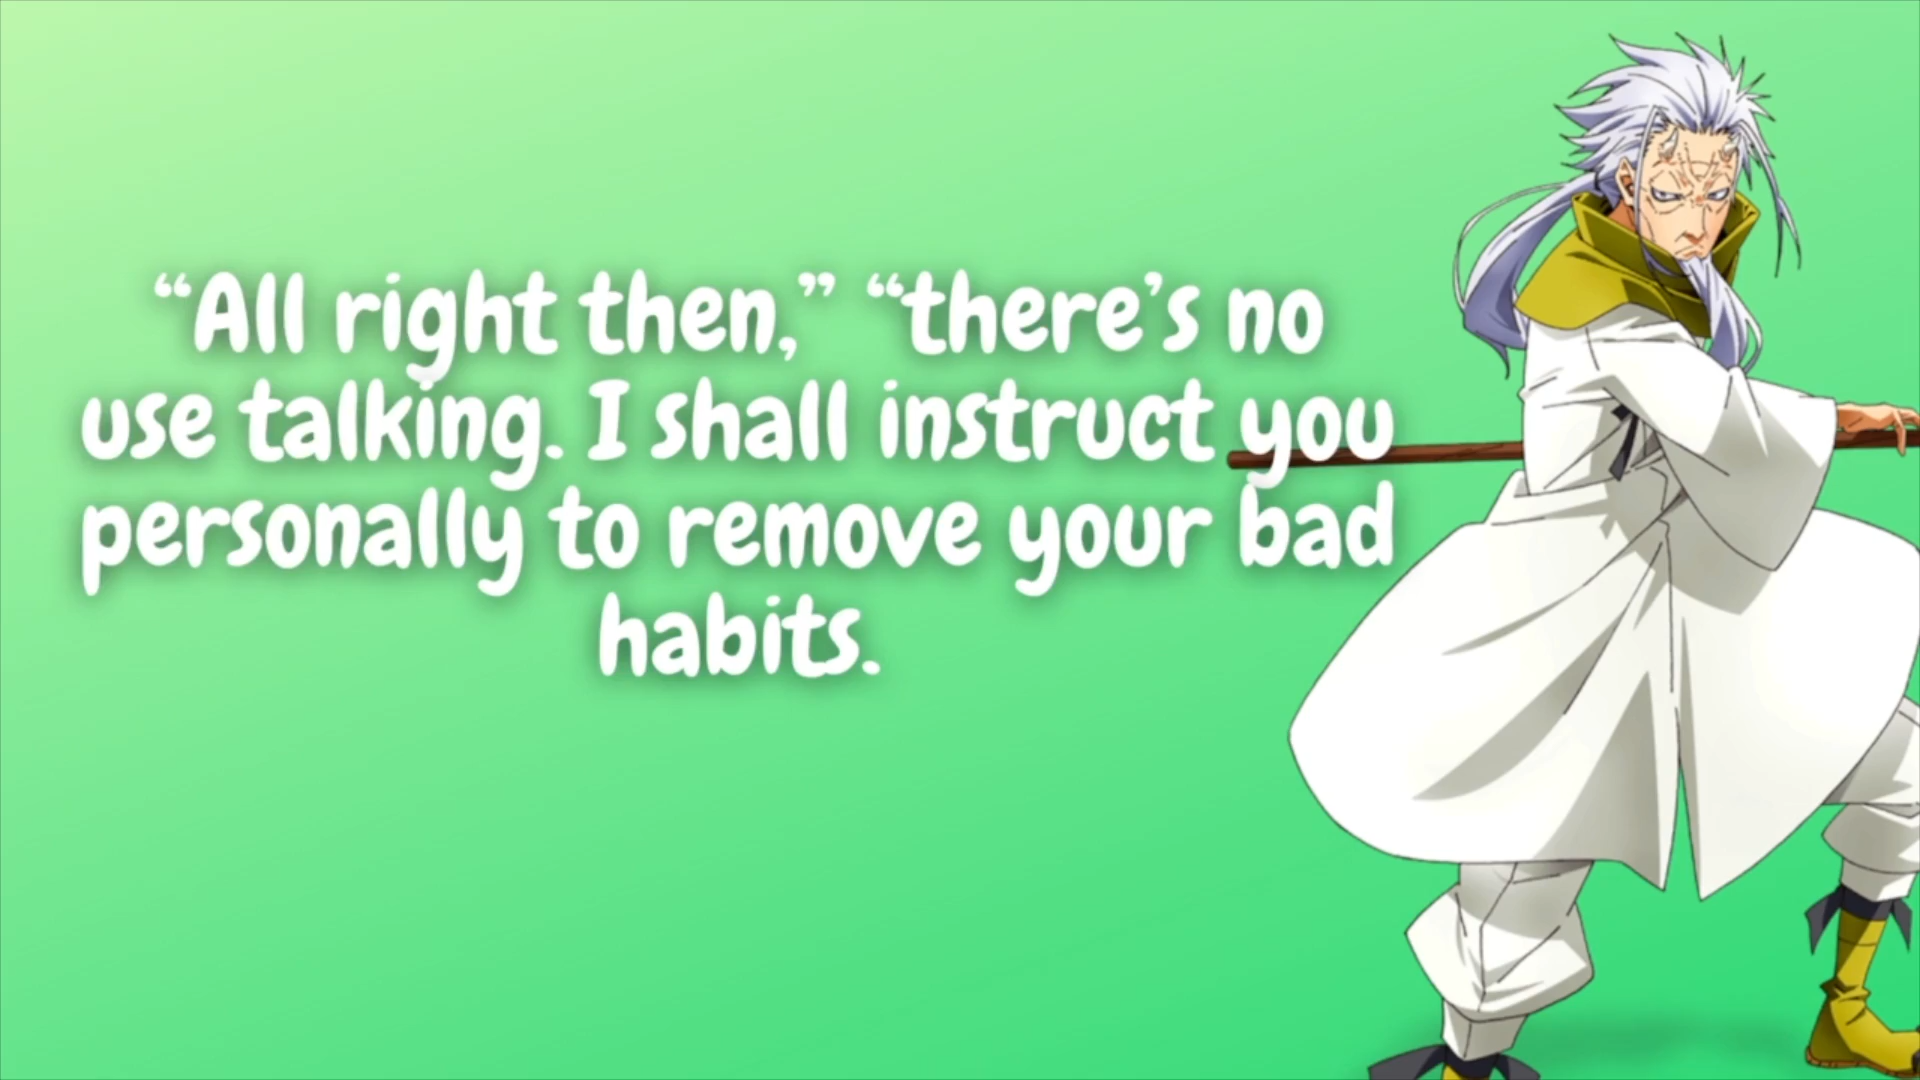 “All right then,” “there’s no
use talking. I shall instruct you
personally to remove your bad
habits.